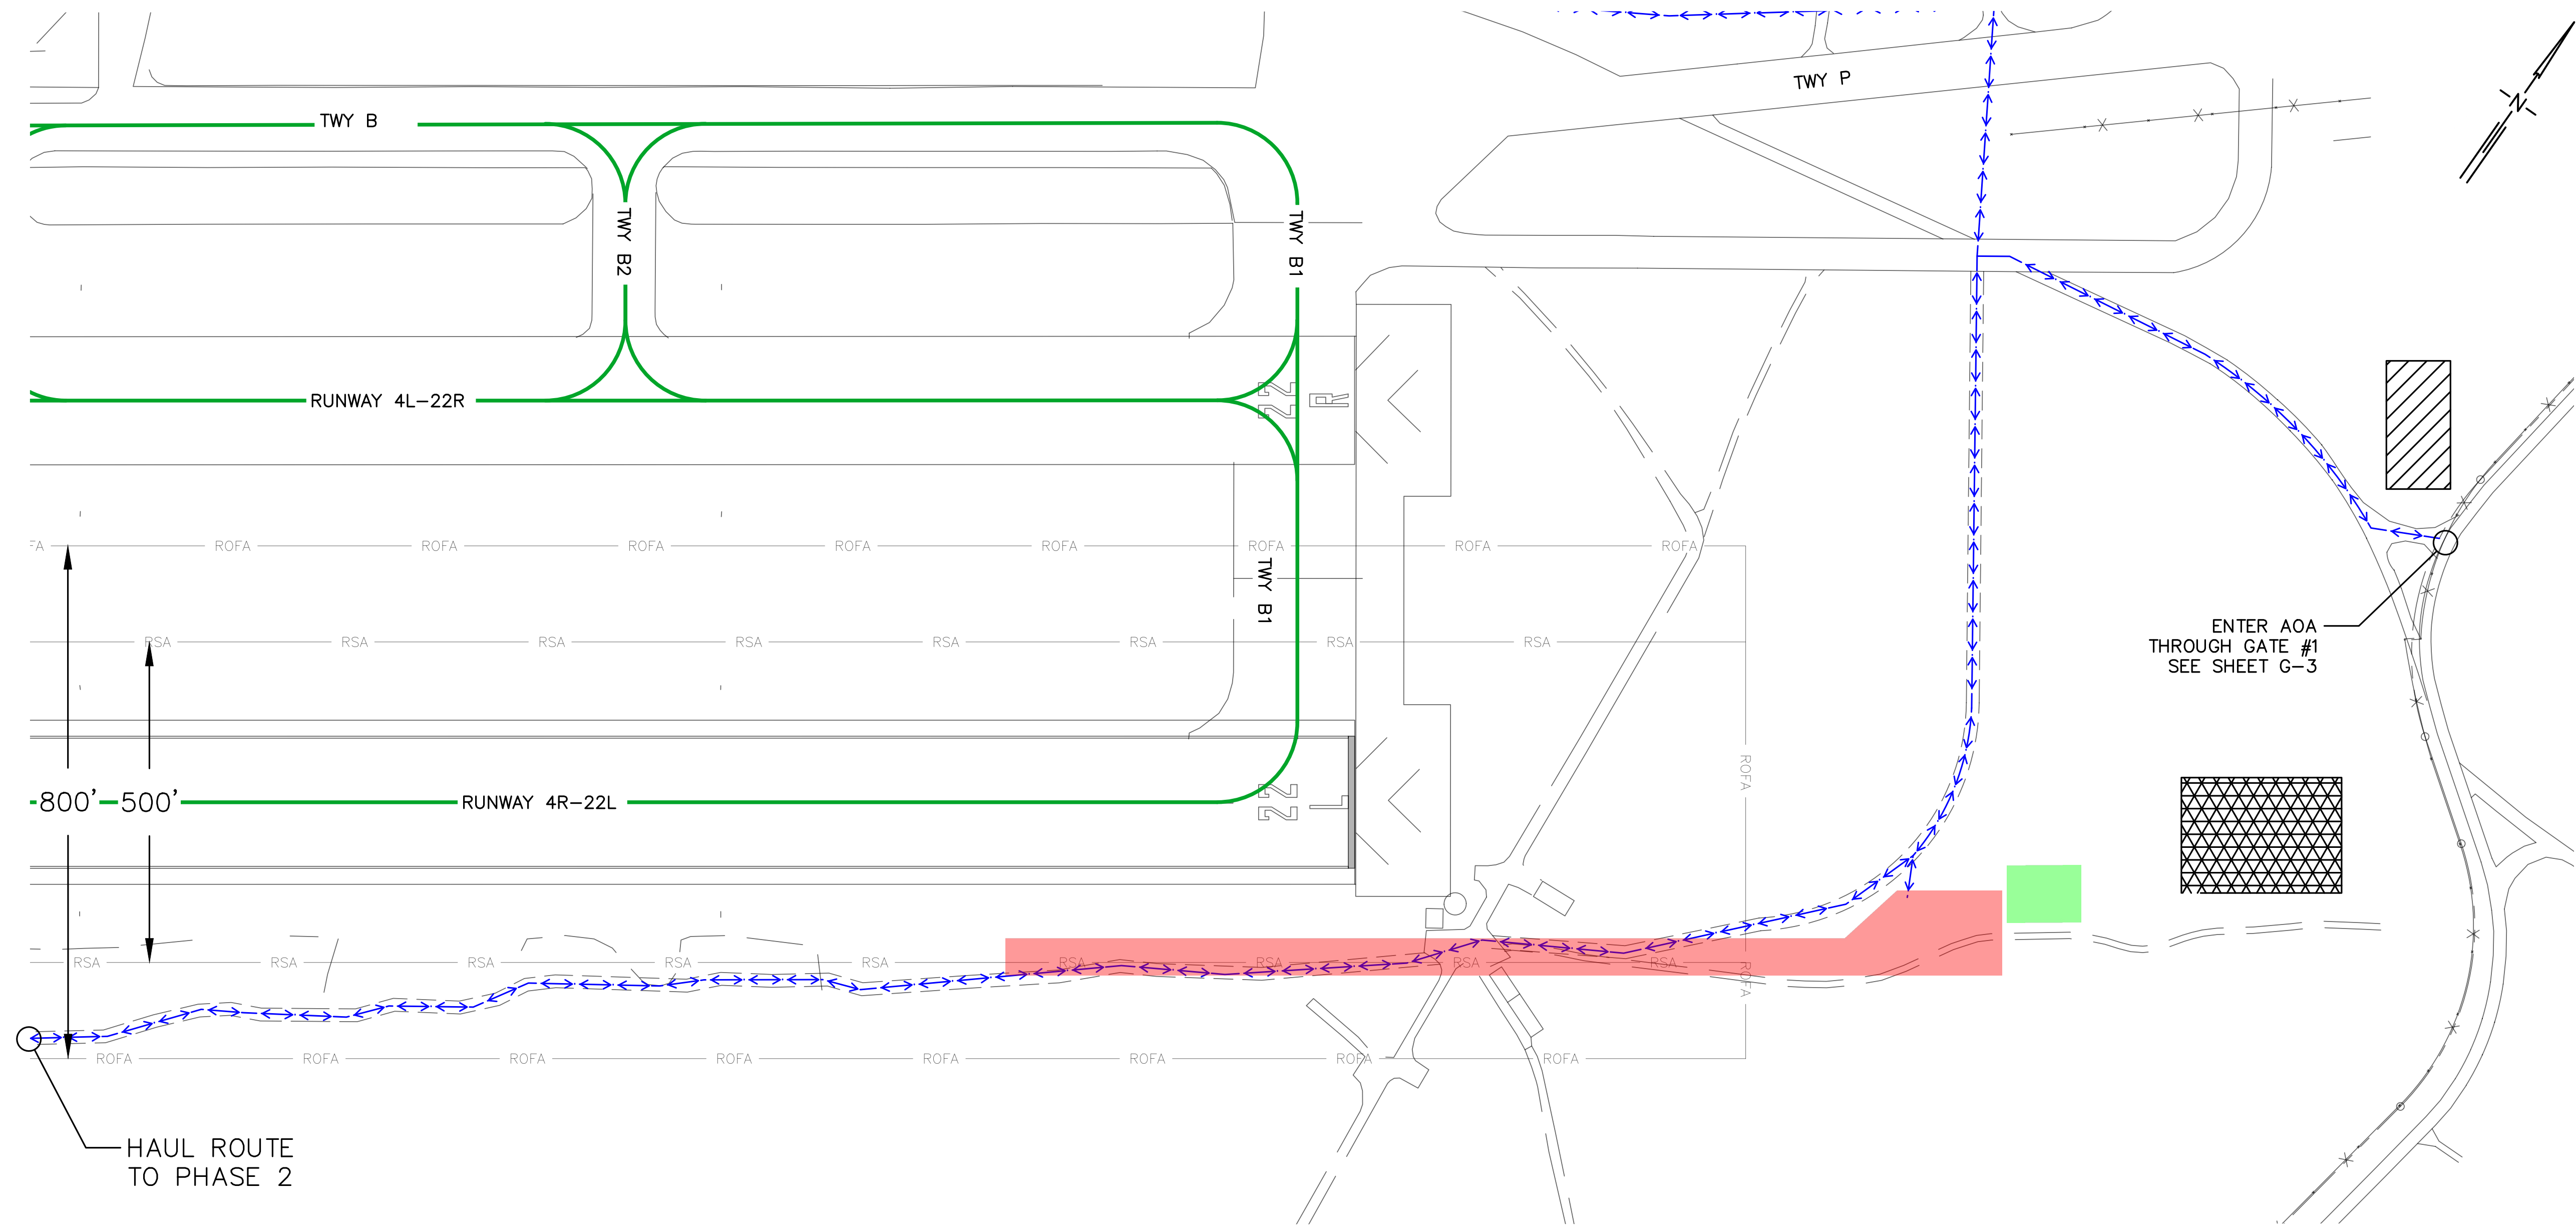 TWY P
N
TWY B
TWY B2
TWY B1
RUNWAY 4L-22R
22
R
FA ROFA ROFA ROFA ROFA ROFA ROFA ROFA ROFA
TWY B1
ENTER AOA
THROUGH GATE #1
SEE SHEET G-3
RSA RSA RSA RSA RSA RSA RSA RSA
ROFA
800' 500' RUNWAY 4R-22L
22
L
RSA RSA RSA RSA RSA RSA RSA RSA RSA
ROFA
ROFA ROFA ROFA ROFA ROFA ROFA ROFA ROFA
HAUL ROUTE
TO PHASE 2